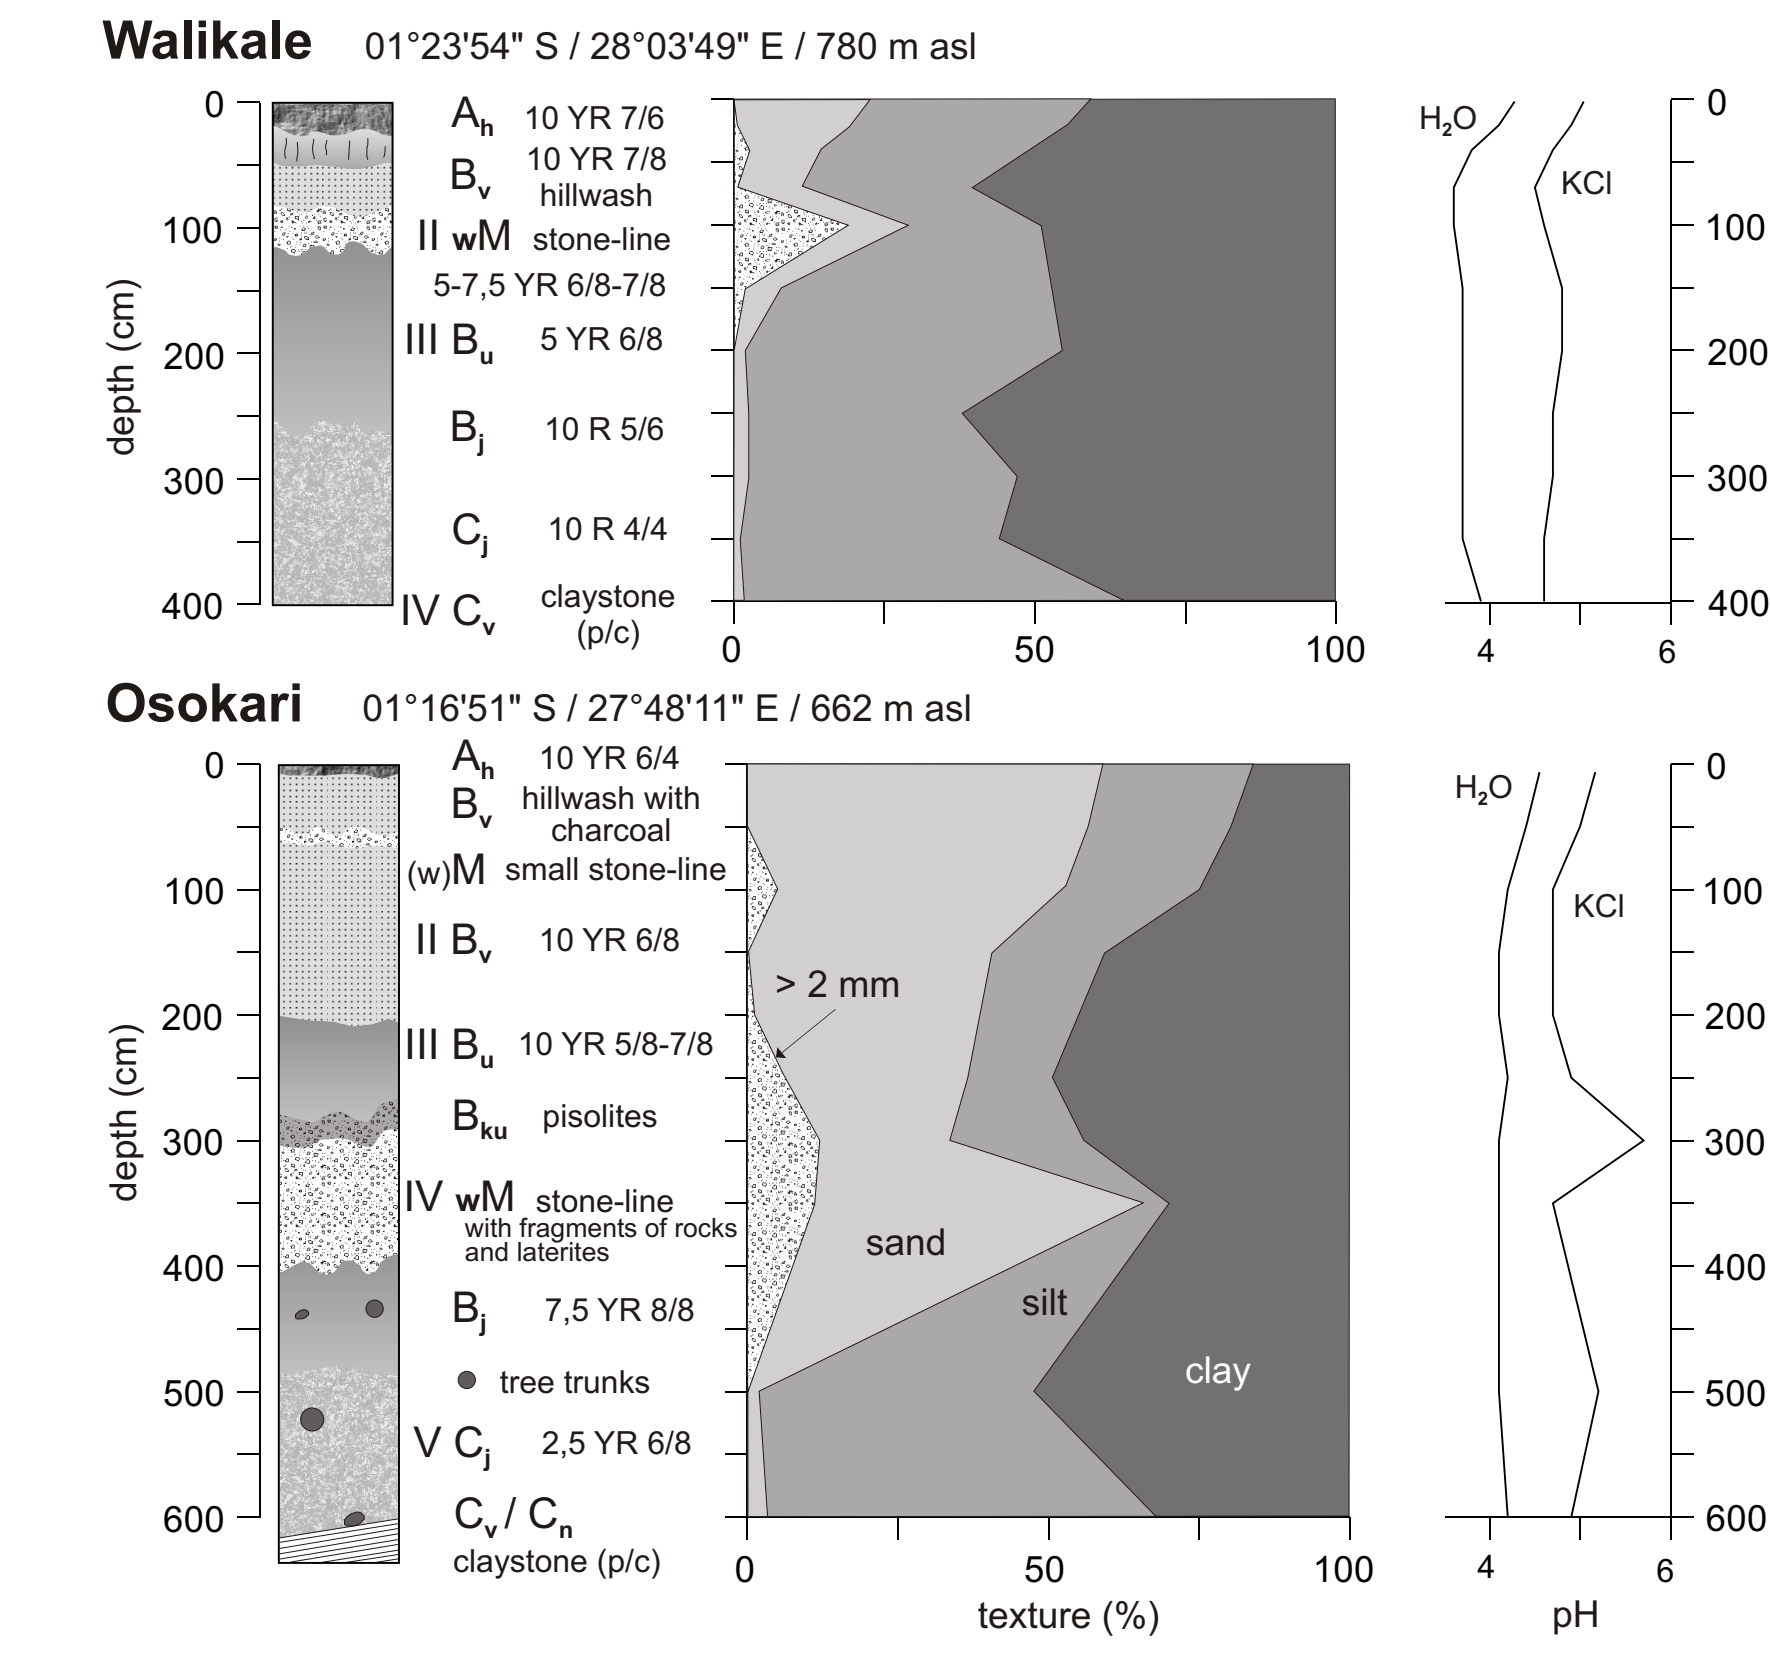 Walikale 01°23'54" S / 28°03'49" E / 780 m asl
depth (cm)
0
100
200
300
400
Ah 10 YR 7/6
Bv 10 YR 7/8
hillwash
II wM stone-line
5-7,5 YR 6/8-7/8
III Bu 5 YR 6/8
Bj 10 R 5/6
Cj 10 R 4/4
IV Cv claystone
(p/c)
0 50 100
H2O
KCl
0
100
200
300
400
4 6
Osokari 01°16'51" S / 27°48'11" E / 662 m asl
depth (cm)
0
100
200
300
400
500
600
Ah 10 YR 6/4
Bv hillwash with
charcoal
(w)M small stone-line
II Bv 10 YR 6/8
III Bu 10 YR 5/8-7/8
Bku pisolites
IV wM stone-line
with fragments of rocks
and laterites
Bj 7,5 YR 8/8
tree trunks
V Cj 2,5 YR 6/8
Cv / Cn
claystone (p/c)
> 2 mm
sand
silt
clay
0 50 100
texture (%)
H2O
KCl
0
100
200
300
400
500
600
4 6
pH